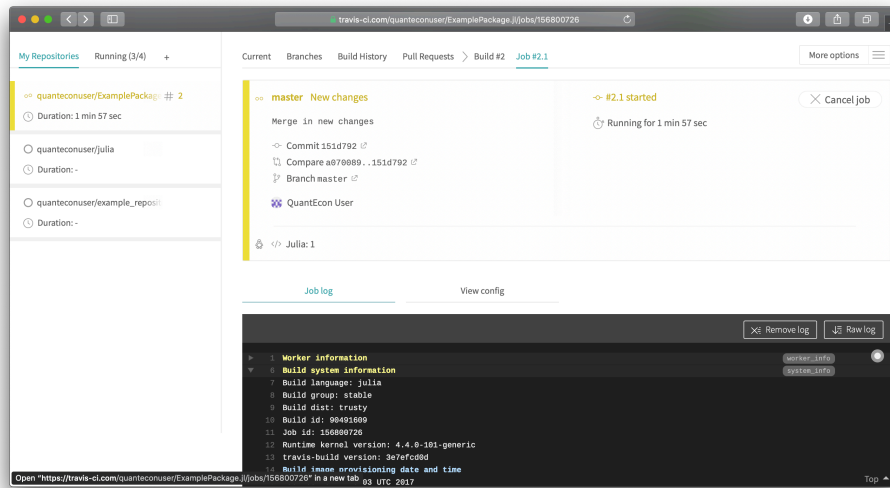 travis-ci.com/quanteconuser/ExamplePackage.jl/jobs/156800726
My Repositories Running (3/4) +
quanteconuser/ExamplePackag # 2
Duration: 1 min 57 sec
quanteconuser/julia
Duration: -
quanteconuser/example_reposit
Duration: -
Current Branches Build History Pull Requests Build #2 Job #2.1
More options
master New changes
Merge in new changes
Commit 151d792
Compare a070089..151d792
Branch master
QuantEcon User
</> Julia: 1
#2.1 started
Running for 1 min 57 sec
Cancel job
Job log View config
Remove log Raw log
1 Worker information worker_info
6 Build system information system_info
7 Build language: julia
8 Build group: stable
9 Build dist: trusty
10 Build id: 90491609
11 Job id: 156800726
12 Runtime kernel version: 4.4.0-101-generic
13 travis-build version: 3e7efcd0d
14 Build image provisioning date and time
03 UTC 2017
Open "https://travis-ci.com/quanteconuser/ExamplePackage.jl/jobs/156800726" in a new tab
Top